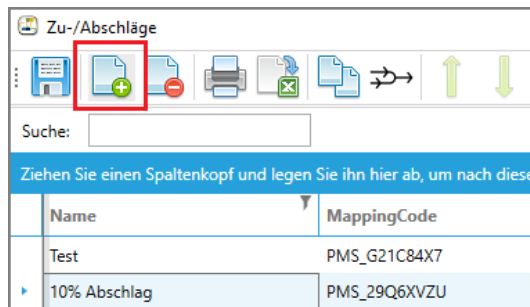 Zu-/Abschläge
Suche:
Ziehen Sie einen Spaltenkopf und legen Sie ihn hier ab, um nach diese
Name MappingCode
Test PMS_G21C84X7
10% Abschlag PMS_29Q6XVZU